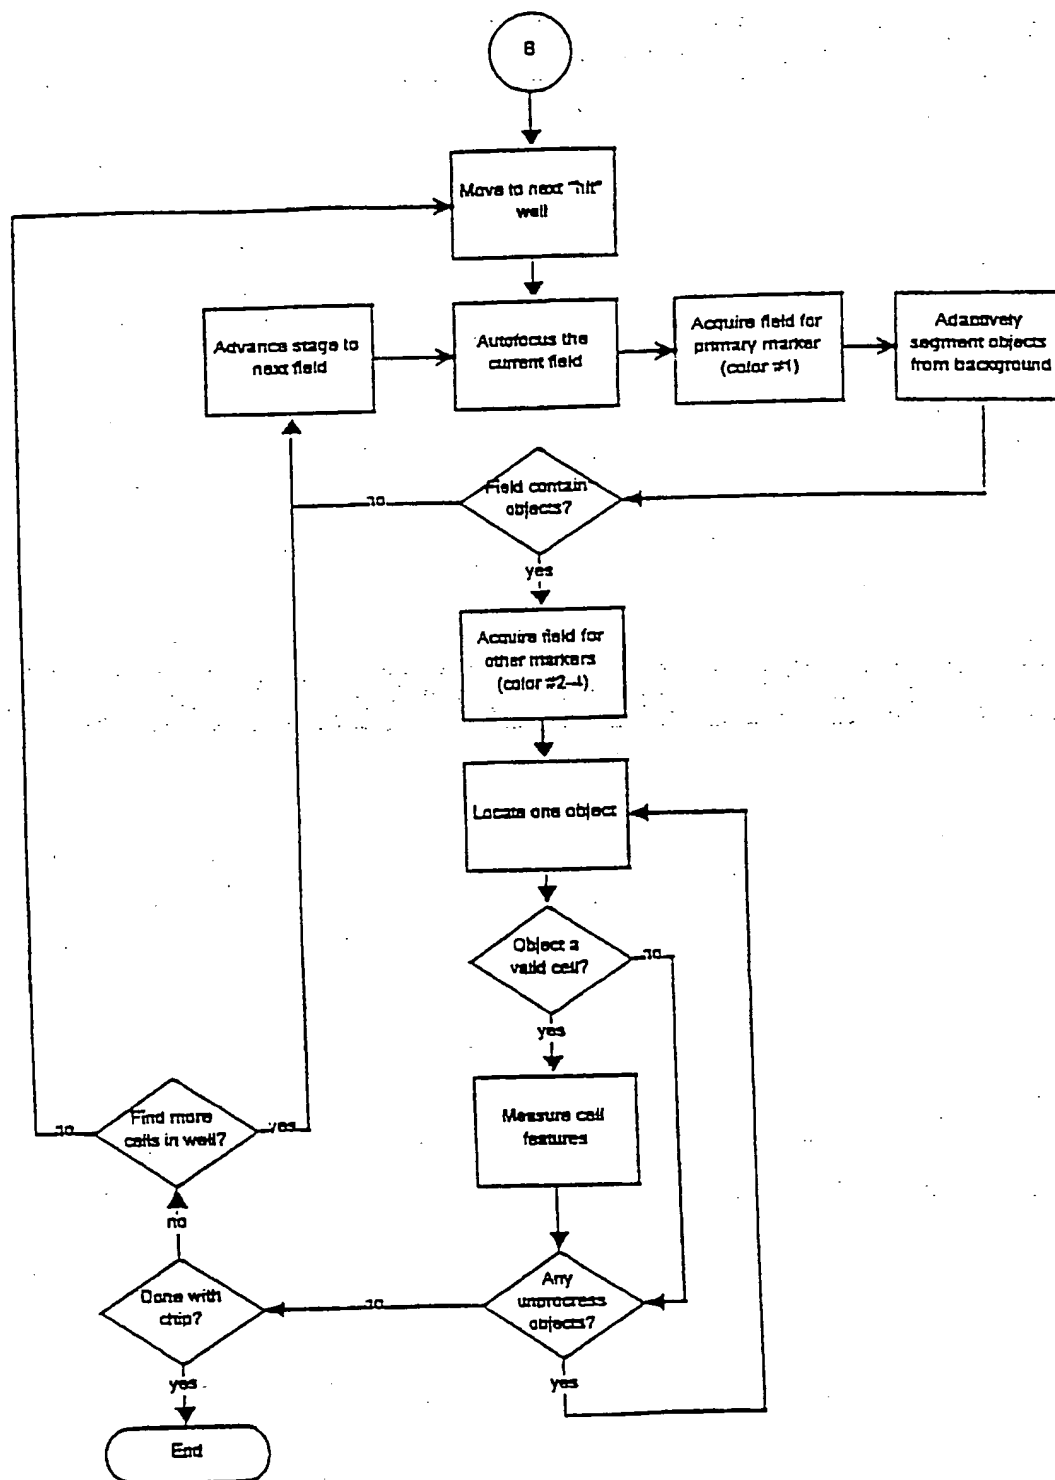 B
Move to next "hit"
well
Advance stage to
next field
Autofocus the
current field
Acquire field for
primary marker
(color #1)
Adaptively
segment objects
from background
Field contain
objects?
no
yes
Acquire field for
other markers
(color #2-4)
Locate one object
Object a
valid cell?
no
yes
Measure cell
features
Find more
cells in well?
no
yes
no
Done with
chip?
no
Any
unprocess
objects?
yes
yes
End